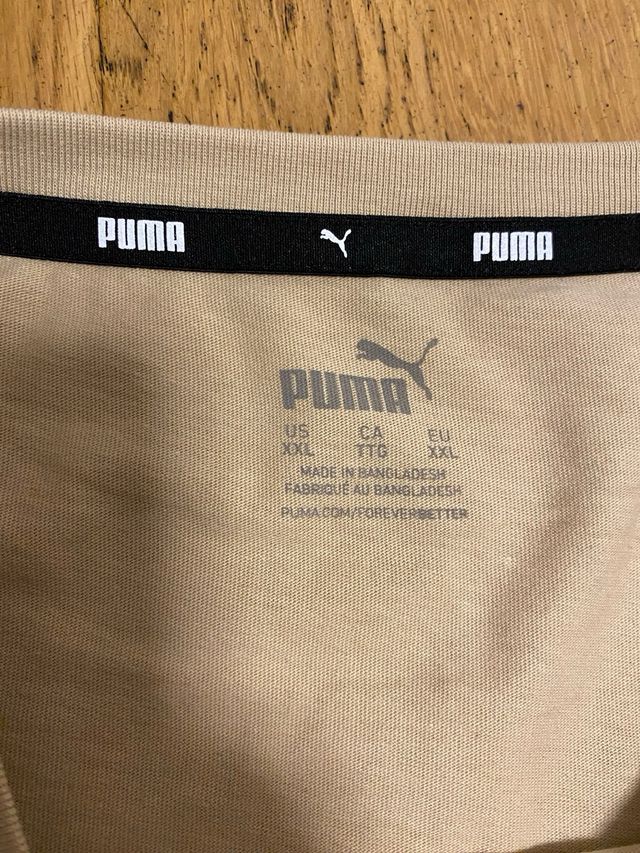 PUMA PUMA
PUMA
US CA EU
XXL TTG XXL
MADE IN BANGLADESH
FABRIQUÉ AU BANGLADESH
PUMA.COM/FOREVERBETTER